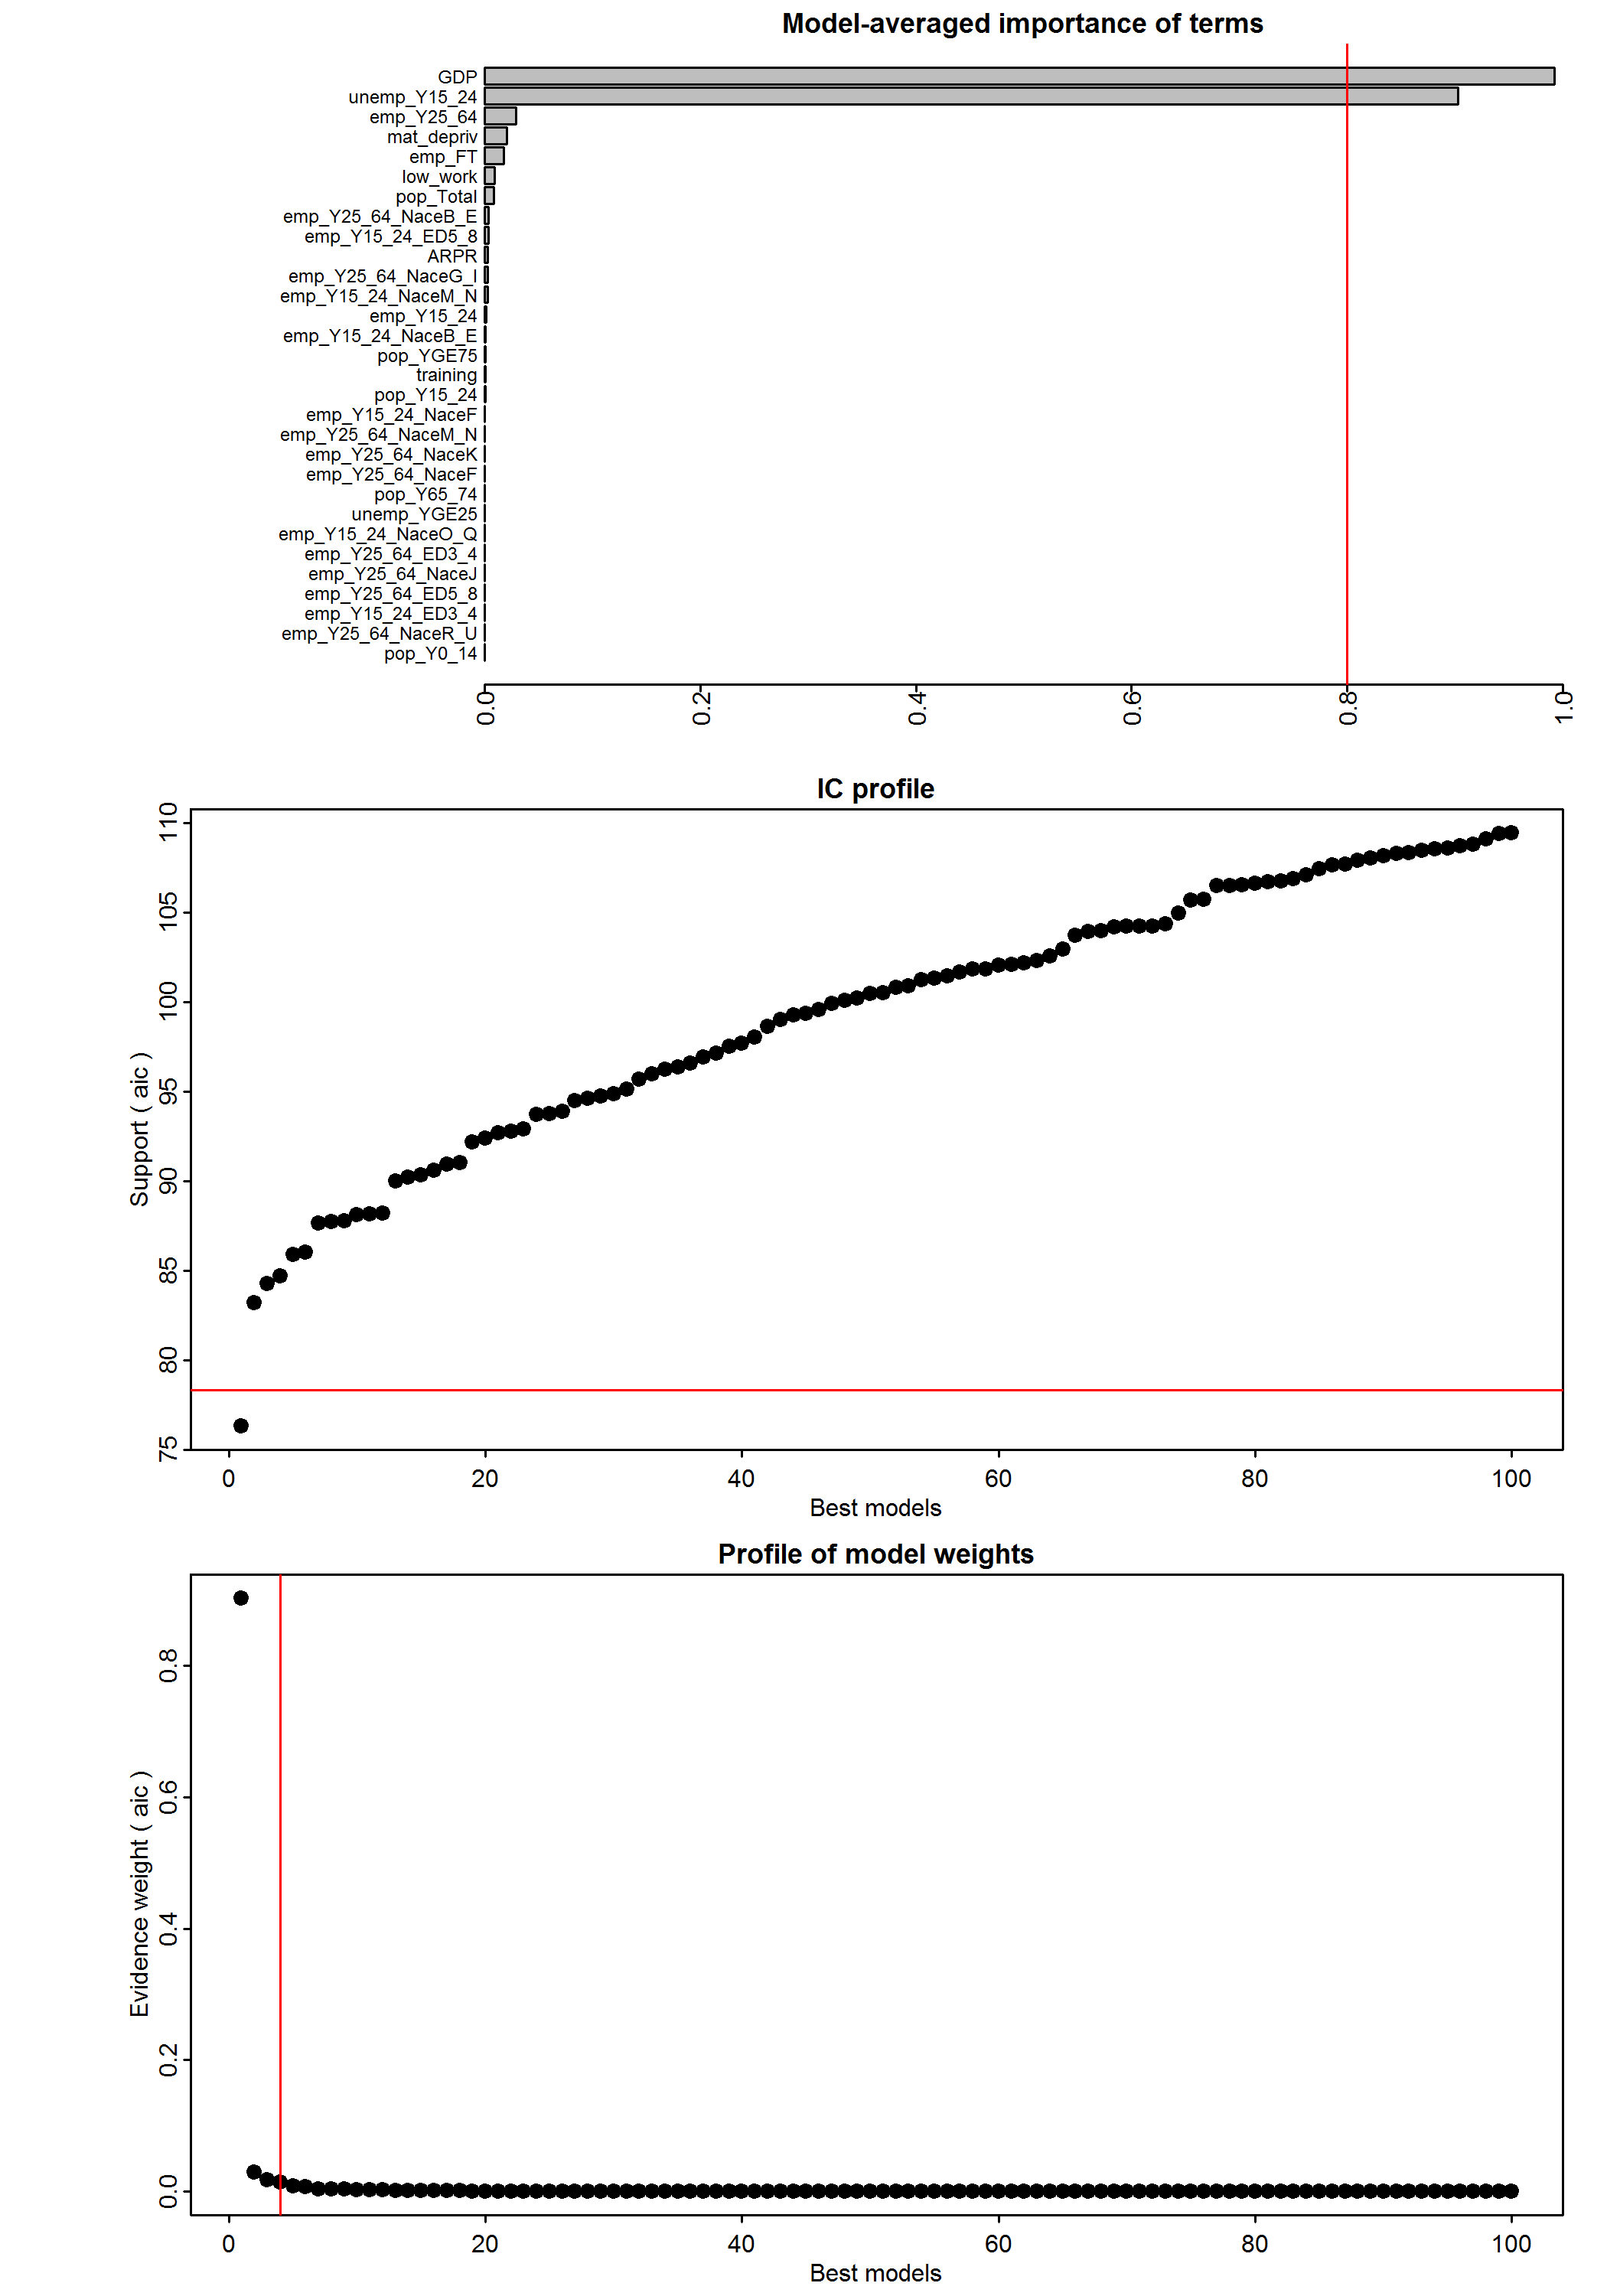 Model-averaged importance of terms
GDP
unemp_Y15_24
emp_Y25_64
mat_depriv
emp_FT
low_work
pop_Total
emp_Y25_64_NaceB_E
emp_Y15_24_ED5_8
ARPR
emp_Y25_64_NaceG_I
emp_Y15_24_NaceM_N
emp_Y15_24
emp_Y15_24_NaceB_E
pop_YGE75
training
pop_Y15_24
emp_Y15_24_NaceF
emp_Y25_64_NaceM_N
emp_Y25_64_NaceK
emp_Y25_64_NaceF
pop_Y65_74
unemp_YGE25
emp_Y15_24_NaceO_Q
emp_Y25_64_ED3_4
emp_Y25_64_NaceJ
emp_Y25_64_ED5_8
emp_Y15_24_ED3_4
emp_Y25_64_NaceR_U
pop_Y0_14
0.0 0.2 0.4 0.6 0.8 1.0
IC profile
Support ( aic )
110
105
100
95
90
85
80
75
0 20 40 60 80 100
Best models
Profile of model weights
Evidence weight ( aic )
0.8
0.6
0.4
0.2
0.0
0 20 40 60 80 100
Best models